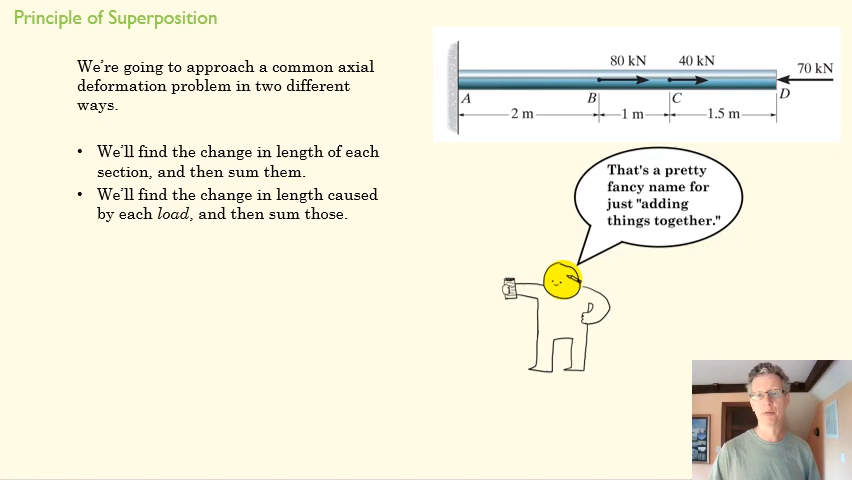 Principle of Superposition
We're going to approach a common axial
deformation problem in two different
ways.
• We'll find the change in length of each
section, and then sum them.
• We'll find the change in length caused
by each load, and then sum those.
80 kN
40 kN
70 kN
A
B
C
D
2 m
1 m
1.5 m
That's a pretty
fancy name for
just "adding
things together."